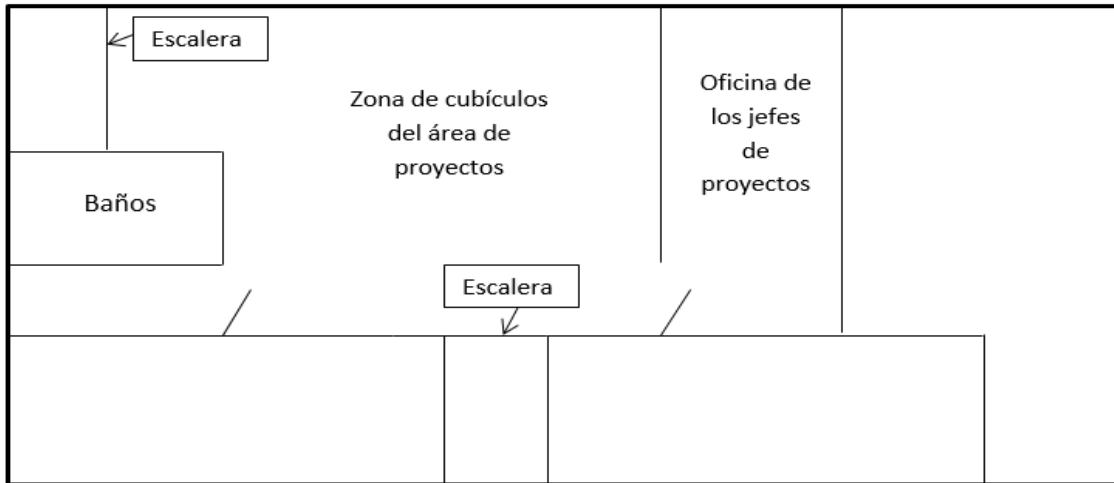 Escalera
Zona de cubículos
del área de
proyectos
Oficina de
los jefes
de
proyectos
Baños
Escalera